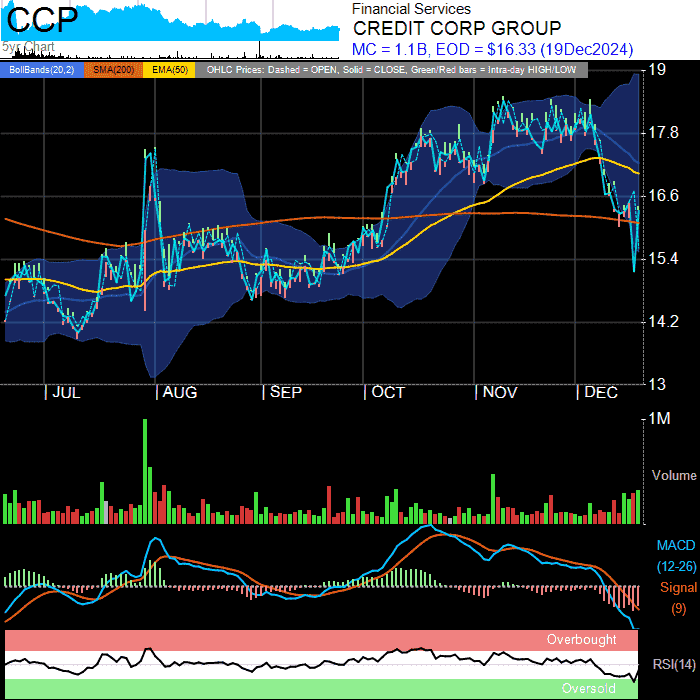 CCP
5yr Chart
Financial Services
CREDIT CORP GROUP
MC = 1.1B, EOD = $16.33 (19Dec2024)
BollBands(20,2) SMA(200) EMA(50) OHLC Prices: Dashed = OPEN, Solid = CLOSE, Green/Red bars = Intra-day HIGH/LOW
19
17.8
16.6
15.4
14.2
13
| JUL | AUG | SEP | OCT | NOV | DEC
1M
Volume
MACD
(12-26)
Signal
(9)
Overbought
RSI(14)
Oversold